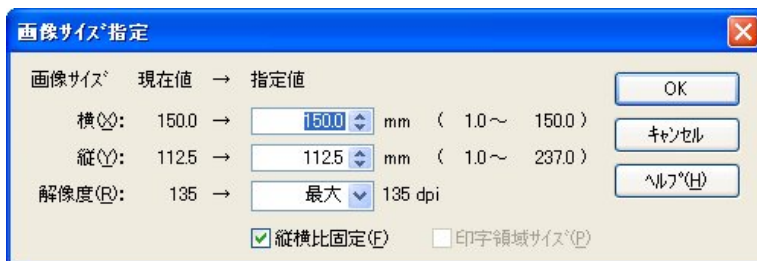 画像ｻｲｽﾞ指定
画像ｻｲｽﾞ 現在値 → 指定値
横(X): 150.0 → 150.0 mm ( 1.0～ 150.0 )
縦(Y): 112.5 → 112.5 mm ( 1.0～ 237.0 )
解像度(R): 135 → 最大 135 dpi
縦横比固定(F) 印字領域ｻｲｽﾞ(P)
OK
ｷｬﾝｾﾙ
ﾍﾙﾌﾟ(H)